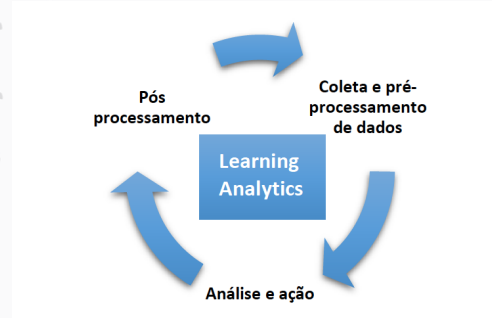 Coleta e pré-
processamento
de dados
Pós
processamento
Learning
Analytics
Análise e ação